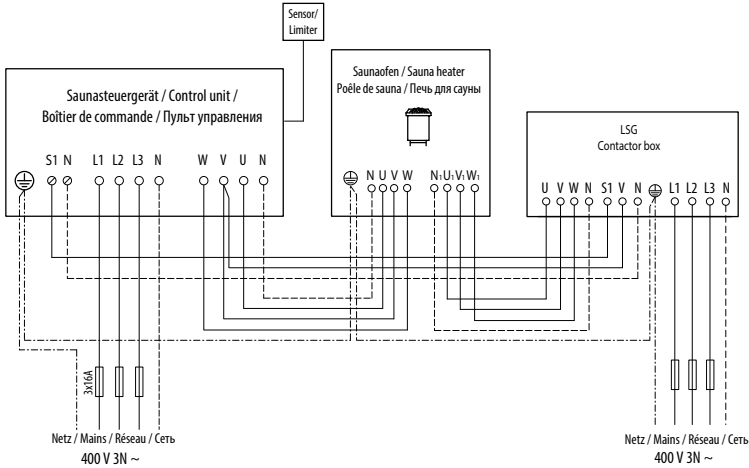 Sensor/
Limiter
Saunasteuergerät / Control unit /
Boîtier de commande / Пульт управления
S1 N L1 L2 L3 N W V U N
Saunaofen / Sauna heater
Poêle de sauna / Печь для сауны
N U V W N1 U1 V1 W1
LSG
Contactor box
U V W N S1 V N L1 L2 L3 N
3x16A
Netz / Mains / Réseau / Сеть
400 V 3N ~
Netz / Mains / Réseau / Сеть
400 V 3N ~